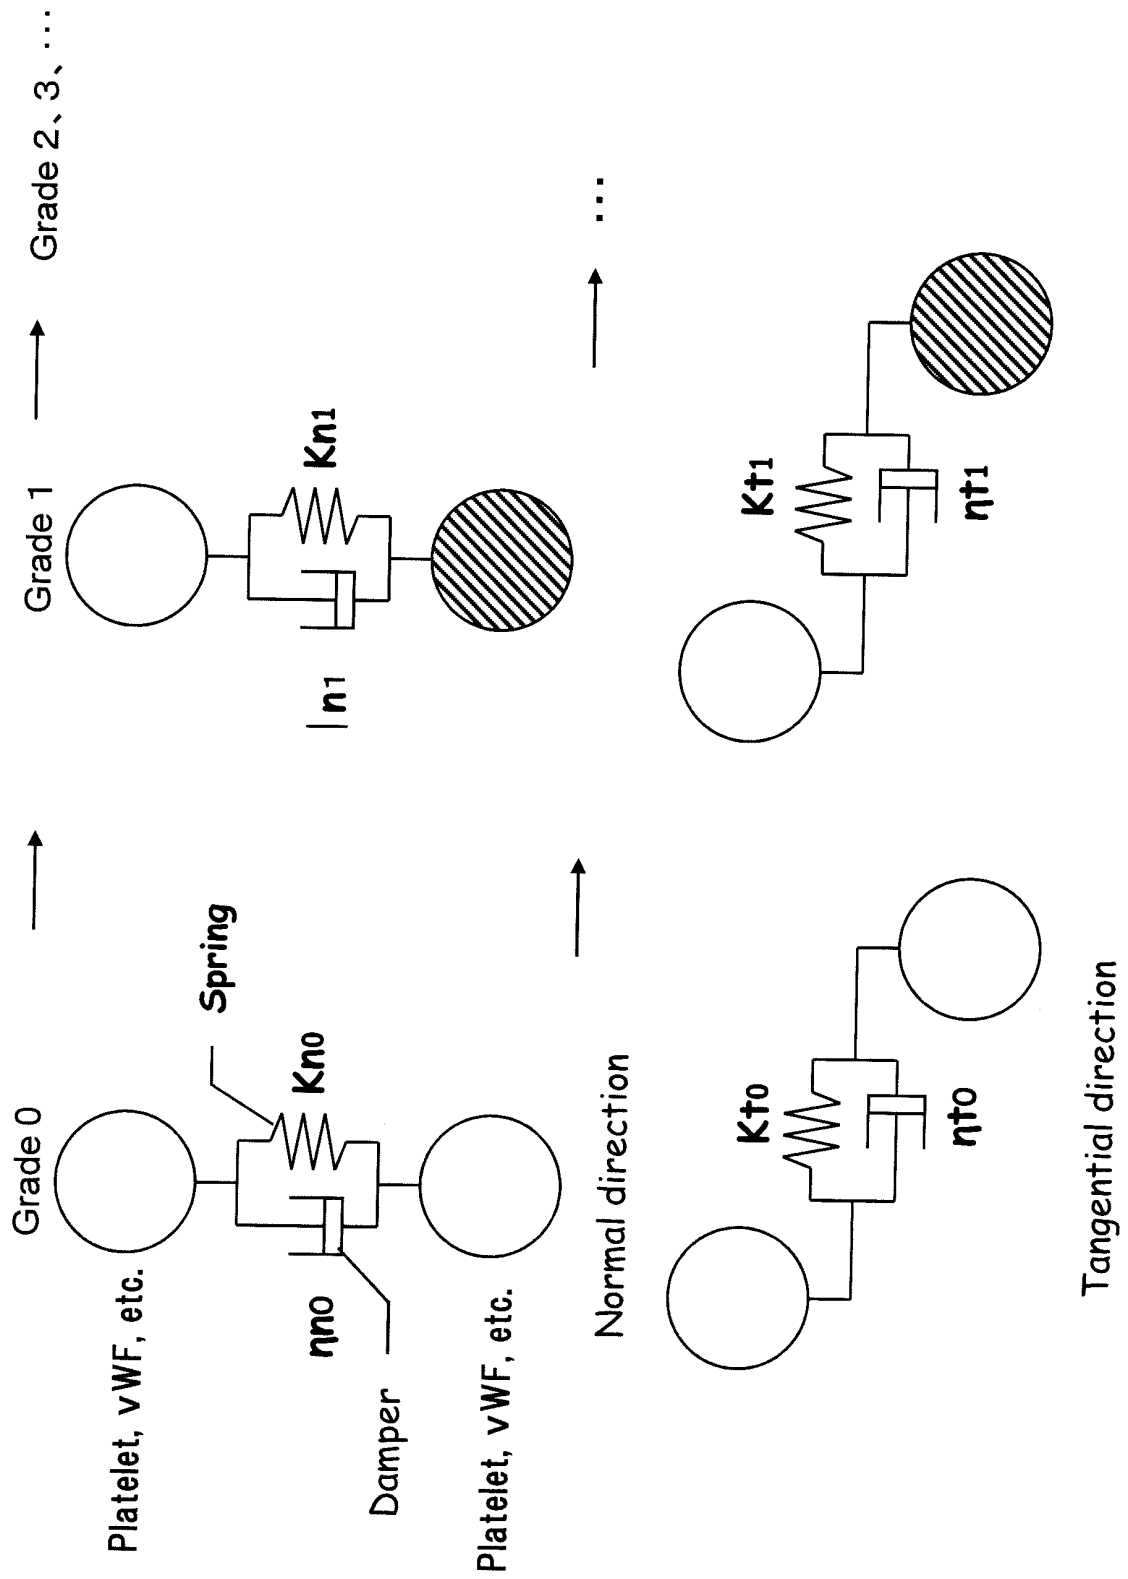 Grade 0
Grade 1
Grade 2、3、…
Platelet, vWF, etc.
Spring
ηn0
Kn0
Damper
Platelet, vWF, etc.
n1
Kn1
…
Normal direction
Kt0
ηt0
Kt1
ηt1
Tangential direction